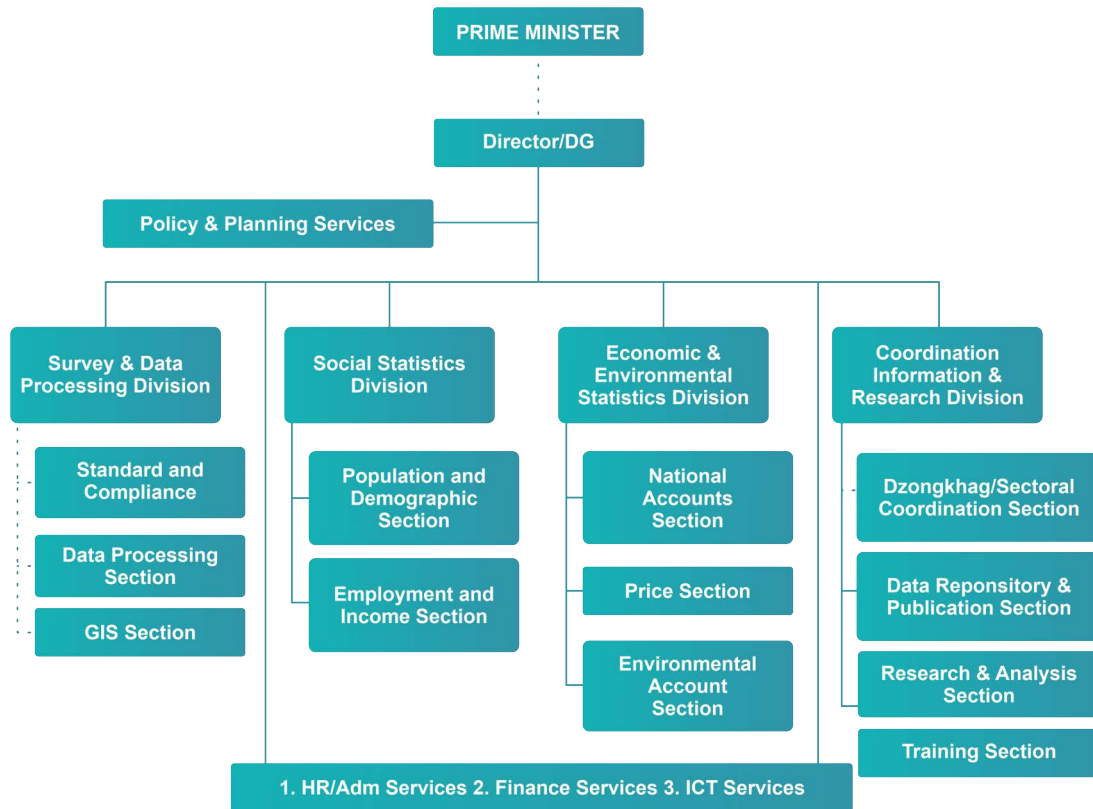 PRIME MINISTER
Director/DG
Policy & Planning Services
Survey & Data
Processing Division
Standard and
Compliance
Data Processing
Section
GIS Section
Social Statistics
Division
Population and
Demographic
Section
Employment and
Income Section
Economic &
Environmental
Statistics Division
National
Accounts
Section
Price Section
Environmental
Account
Section
Coordination
Information &
Research Division
Dzongkhag/Sectoral
Coordination Section
Data Reponsitory &
Publication Section
Research & Analysis
Section
Training Section
1. HR/Adm Services 2. Finance Services 3. ICT Services